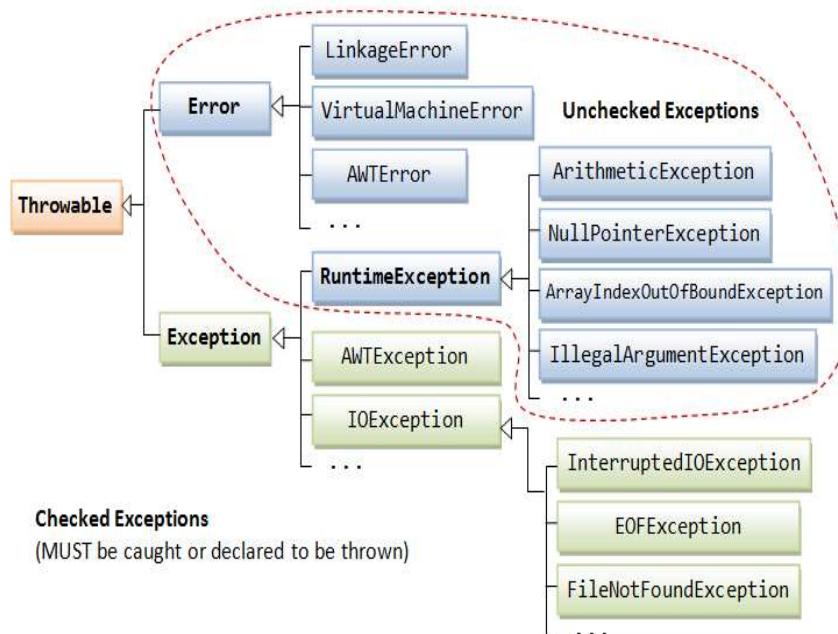 LinkageError
Error
VirtualMachineError
Unchecked Exceptions
AWTError
ArithmeticException
Throwable
...
NullPointerException
RuntimeException
ArrayIndexOutOfBoundException
Exception
AWTException
IllegalArgumentException
...
IOException
...
InterruptedIOException
Checked Exceptions
(MUST be caught or declared to be thrown)
EOFException
FileNotFoundException
...